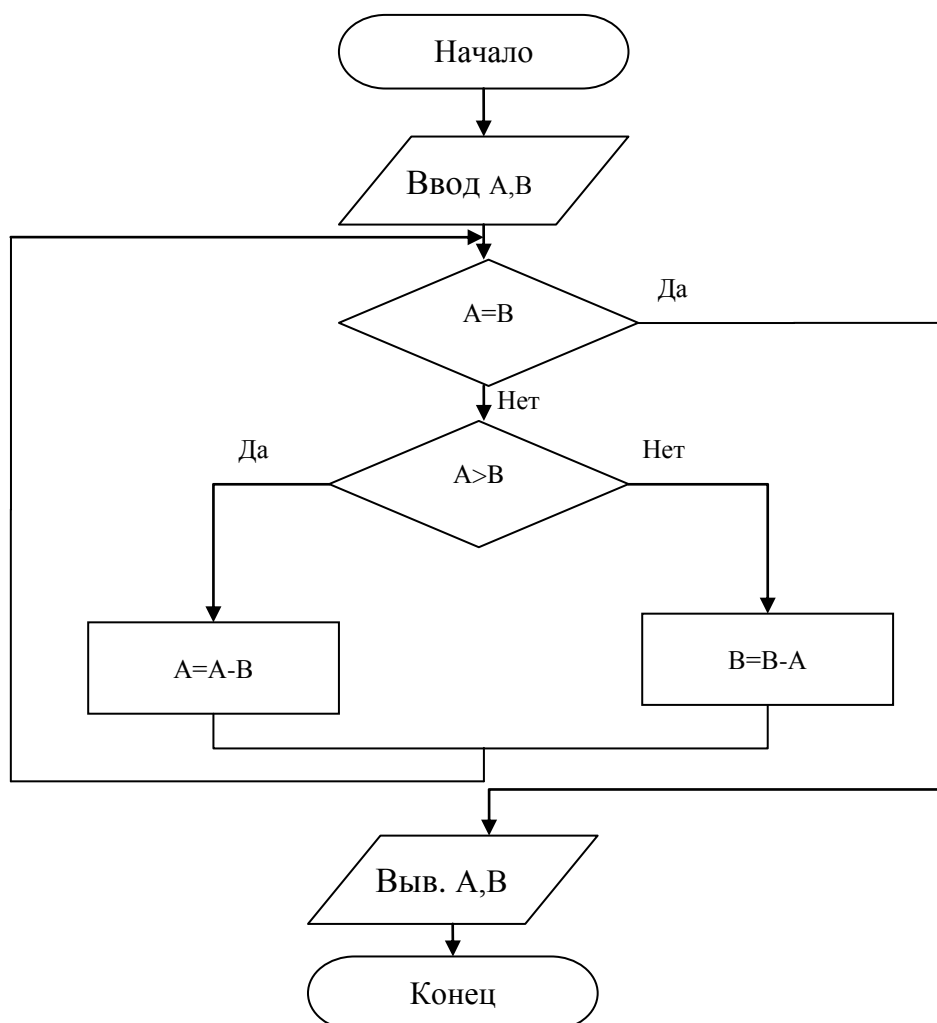 Начало
Ввод A,B
A=B
Да
Нет
Да
A>B
Нет
A=A-B
B=B-A
Выв. A,B
Конец